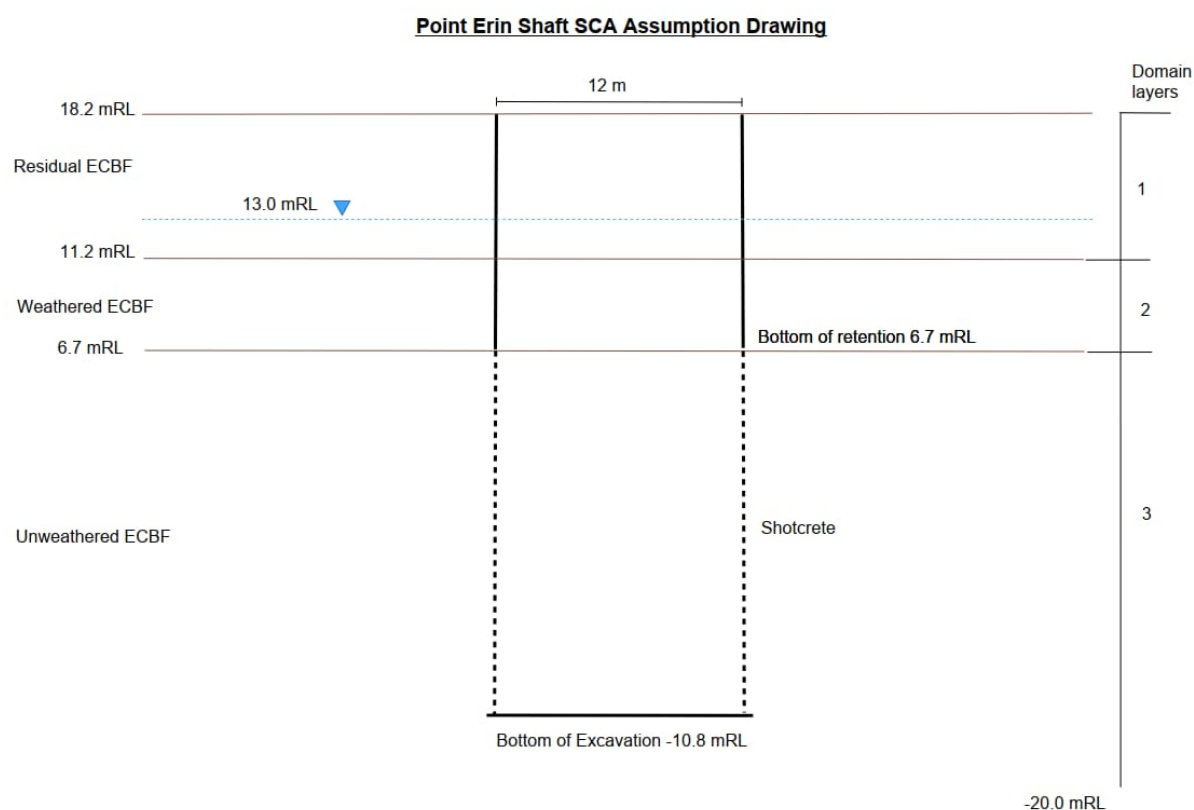 Point Erin Shaft SCA Assumption Drawing
Domain
layers
12 m
18.2 mRL
Residual ECBF
1
13.0 mRL
11.2 mRL
Weathered ECBF
2
Bottom of retention 6.7 mRL
6.7 mRL
3
Shotcrete
Unweathered ECBF
Bottom of Excavation -10.8 mRL
-20.0 mRL